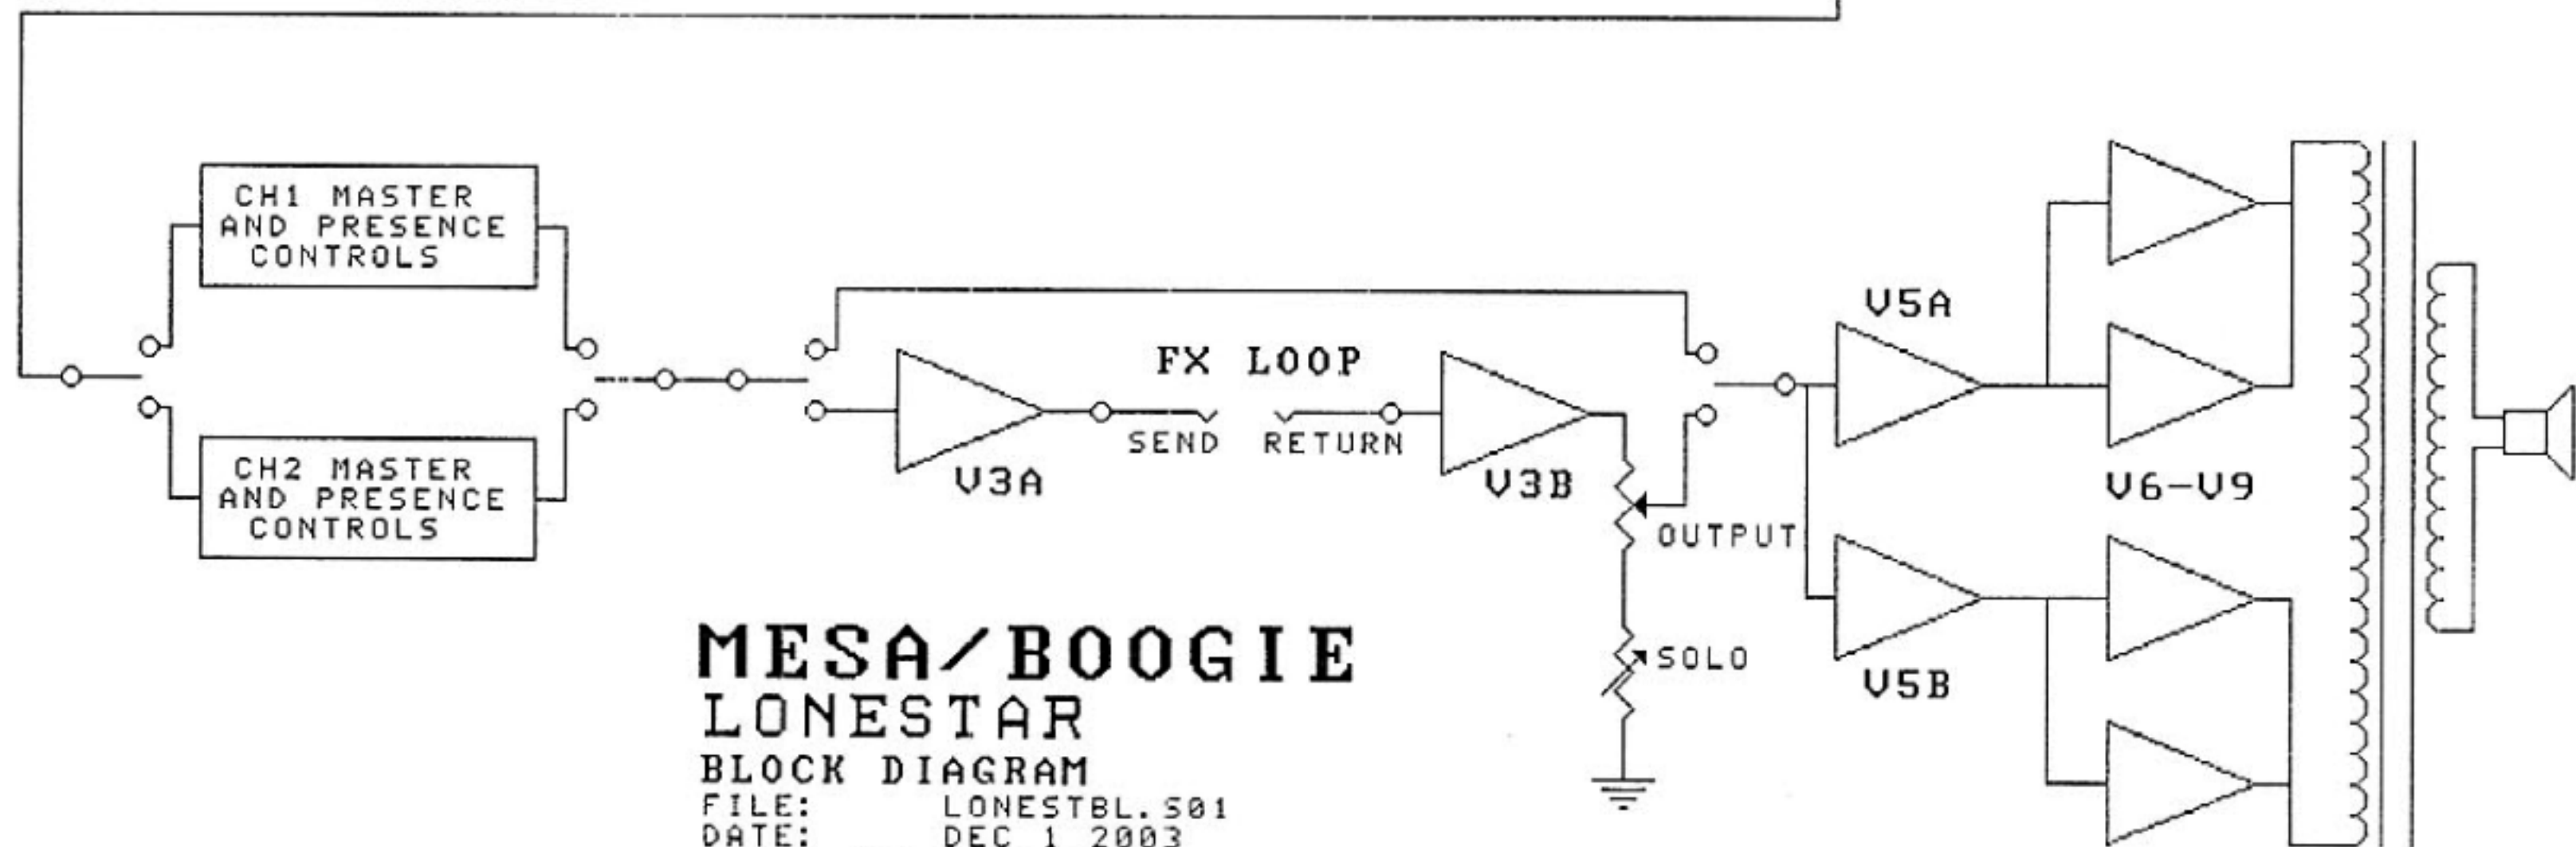 CH1 MASTER
AND PRESENCE
CONTROLS
CH2 MASTER
AND PRESENCE
CONTROLS
V3A
FX LOOP
SEND
RETURN
V3B
OUTPUT
SOLO
V5A
V5B
V6-V9
MESA/BOOGIE
LONESTAR
BLOCK DIAGRAM
FILE: LONESTBL.S01
DATE: DEC 1 2003